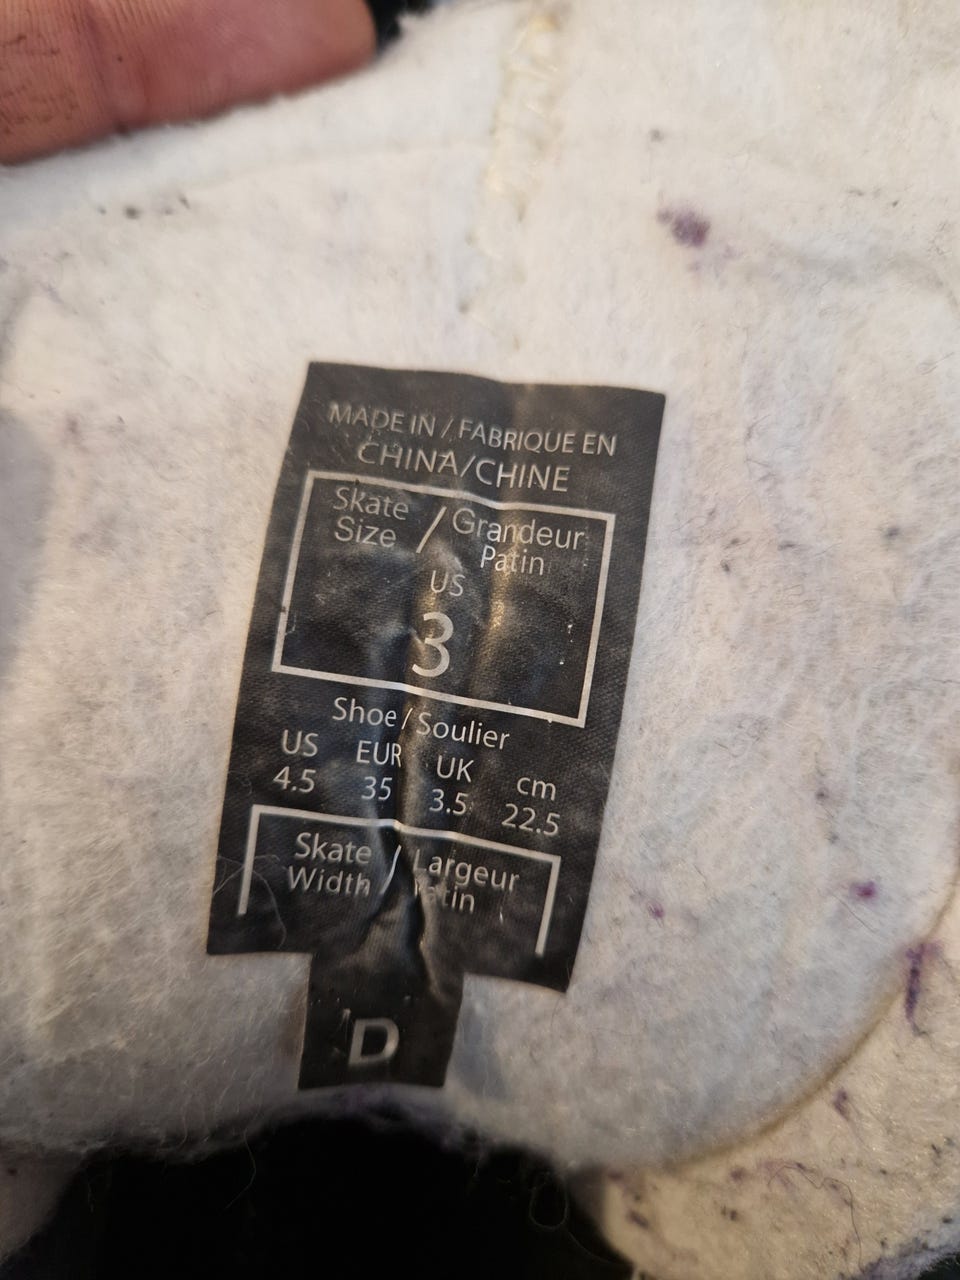 MADE IN / FABRIQUE EN
CHINA/CHINE
Skate / Grandeur
Size Patin
US
3
Shoe / Soulier
US EUR UK cm
4.5 35 3.5 22.5
Skate / Largeur
Width Patin
D